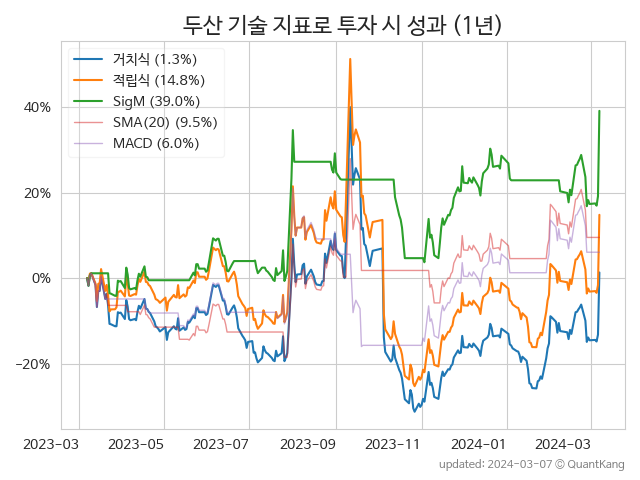 두산 기술 지표로 투자 시 성과 (1년)
거치식 (1.3%)
적립식 (14.8%)
SigM (39.0%)
SMA(20) (9.5%)
MACD (6.0%)
40%
20%
0%
−20%
2023-03 2023-05 2023-07 2023-09 2023-11 2024-01 2024-03
updated: 2024-03-07 © QuantKang